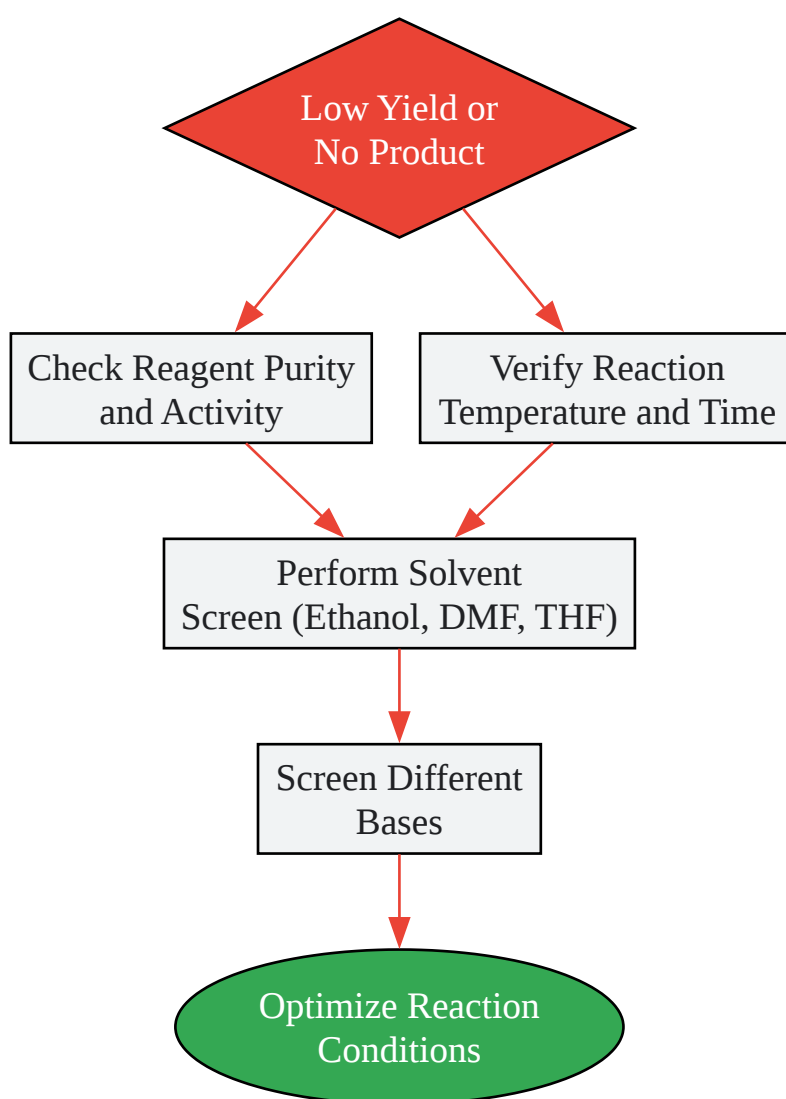 Low Yield or
No Product
Check Reagent Purity
and Activity
Verify Reaction
Temperature and Time
Perform Solvent
Screen (Ethanol, DMF, THF)
Screen Different
Bases
Optimize Reaction
Conditions